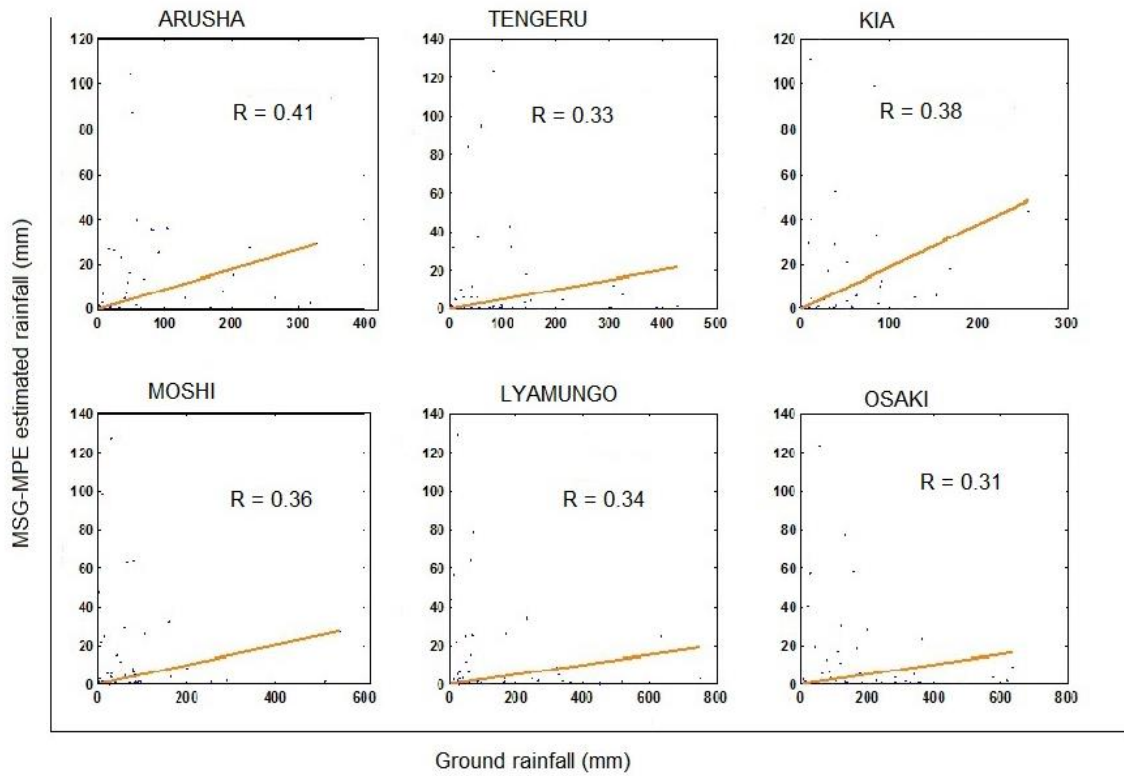 ARUSHA
TENGERU
KIA
120
100
80
60
40
20
0
0 100 200 300 400
R = 0.41
140
120
100
80
60
40
20
0
0 100 200 300 400 500
R = 0.33
120
100
80
60
40
20
0
0 100 200 300
R = 0.38
MSG-MPE estimated rainfall (mm)
MOSHI
LYAMUNGO
OSAKI
140
120
100
80
60
40
20
0
0 200 400 600
R = 0.36
140
120
100
80
60
40
20
0
0 200 400 600 800
R = 0.34
140
120
100
80
60
40
20
0
0 200 400 600 800
R = 0.31
Ground rainfall (mm)